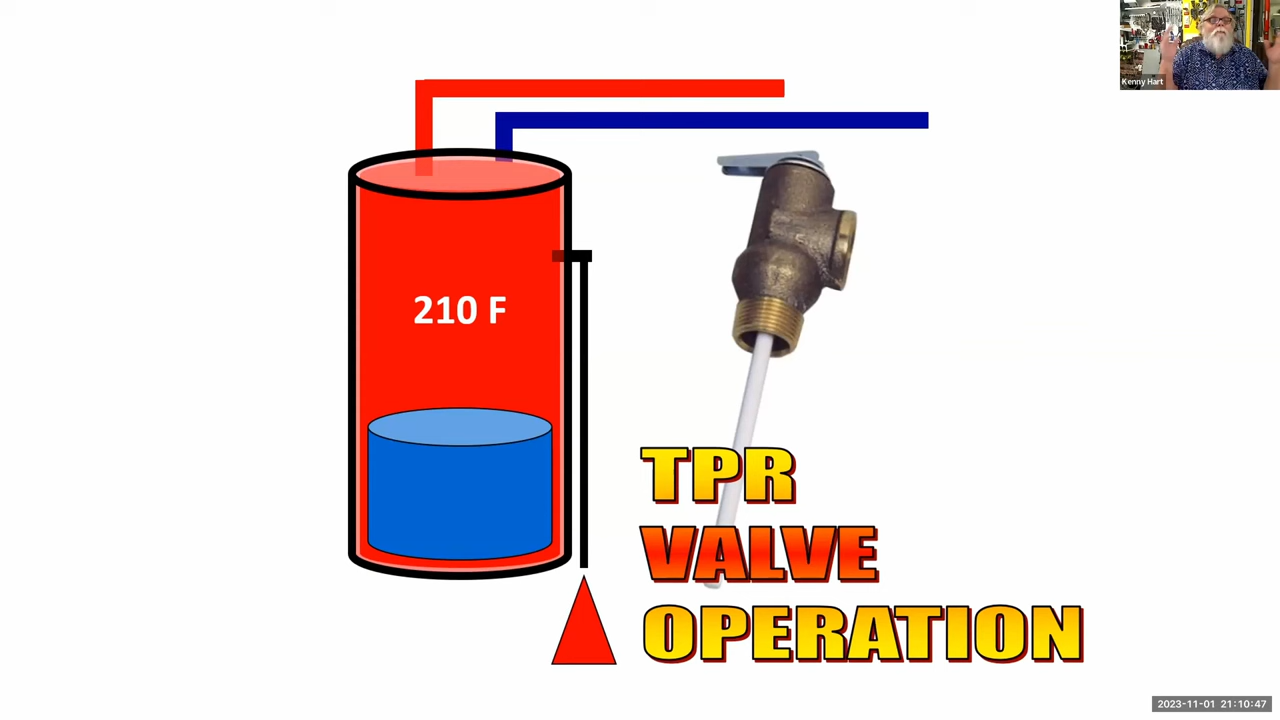 Kenny Hart
210 F
TPR
VALVE
OPERATION
2023-11-01 21:10:47